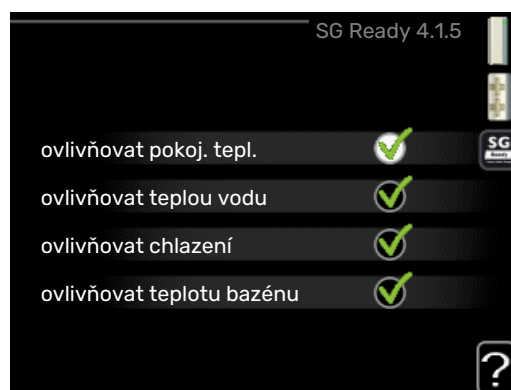 SG Ready 4.1.5
SG
Ready
ovlivňovat pokoj. tepl.
ovlivňovat teplou vodu
ovlivňovat chlazení
ovlivňovat teplotu bazénu
?